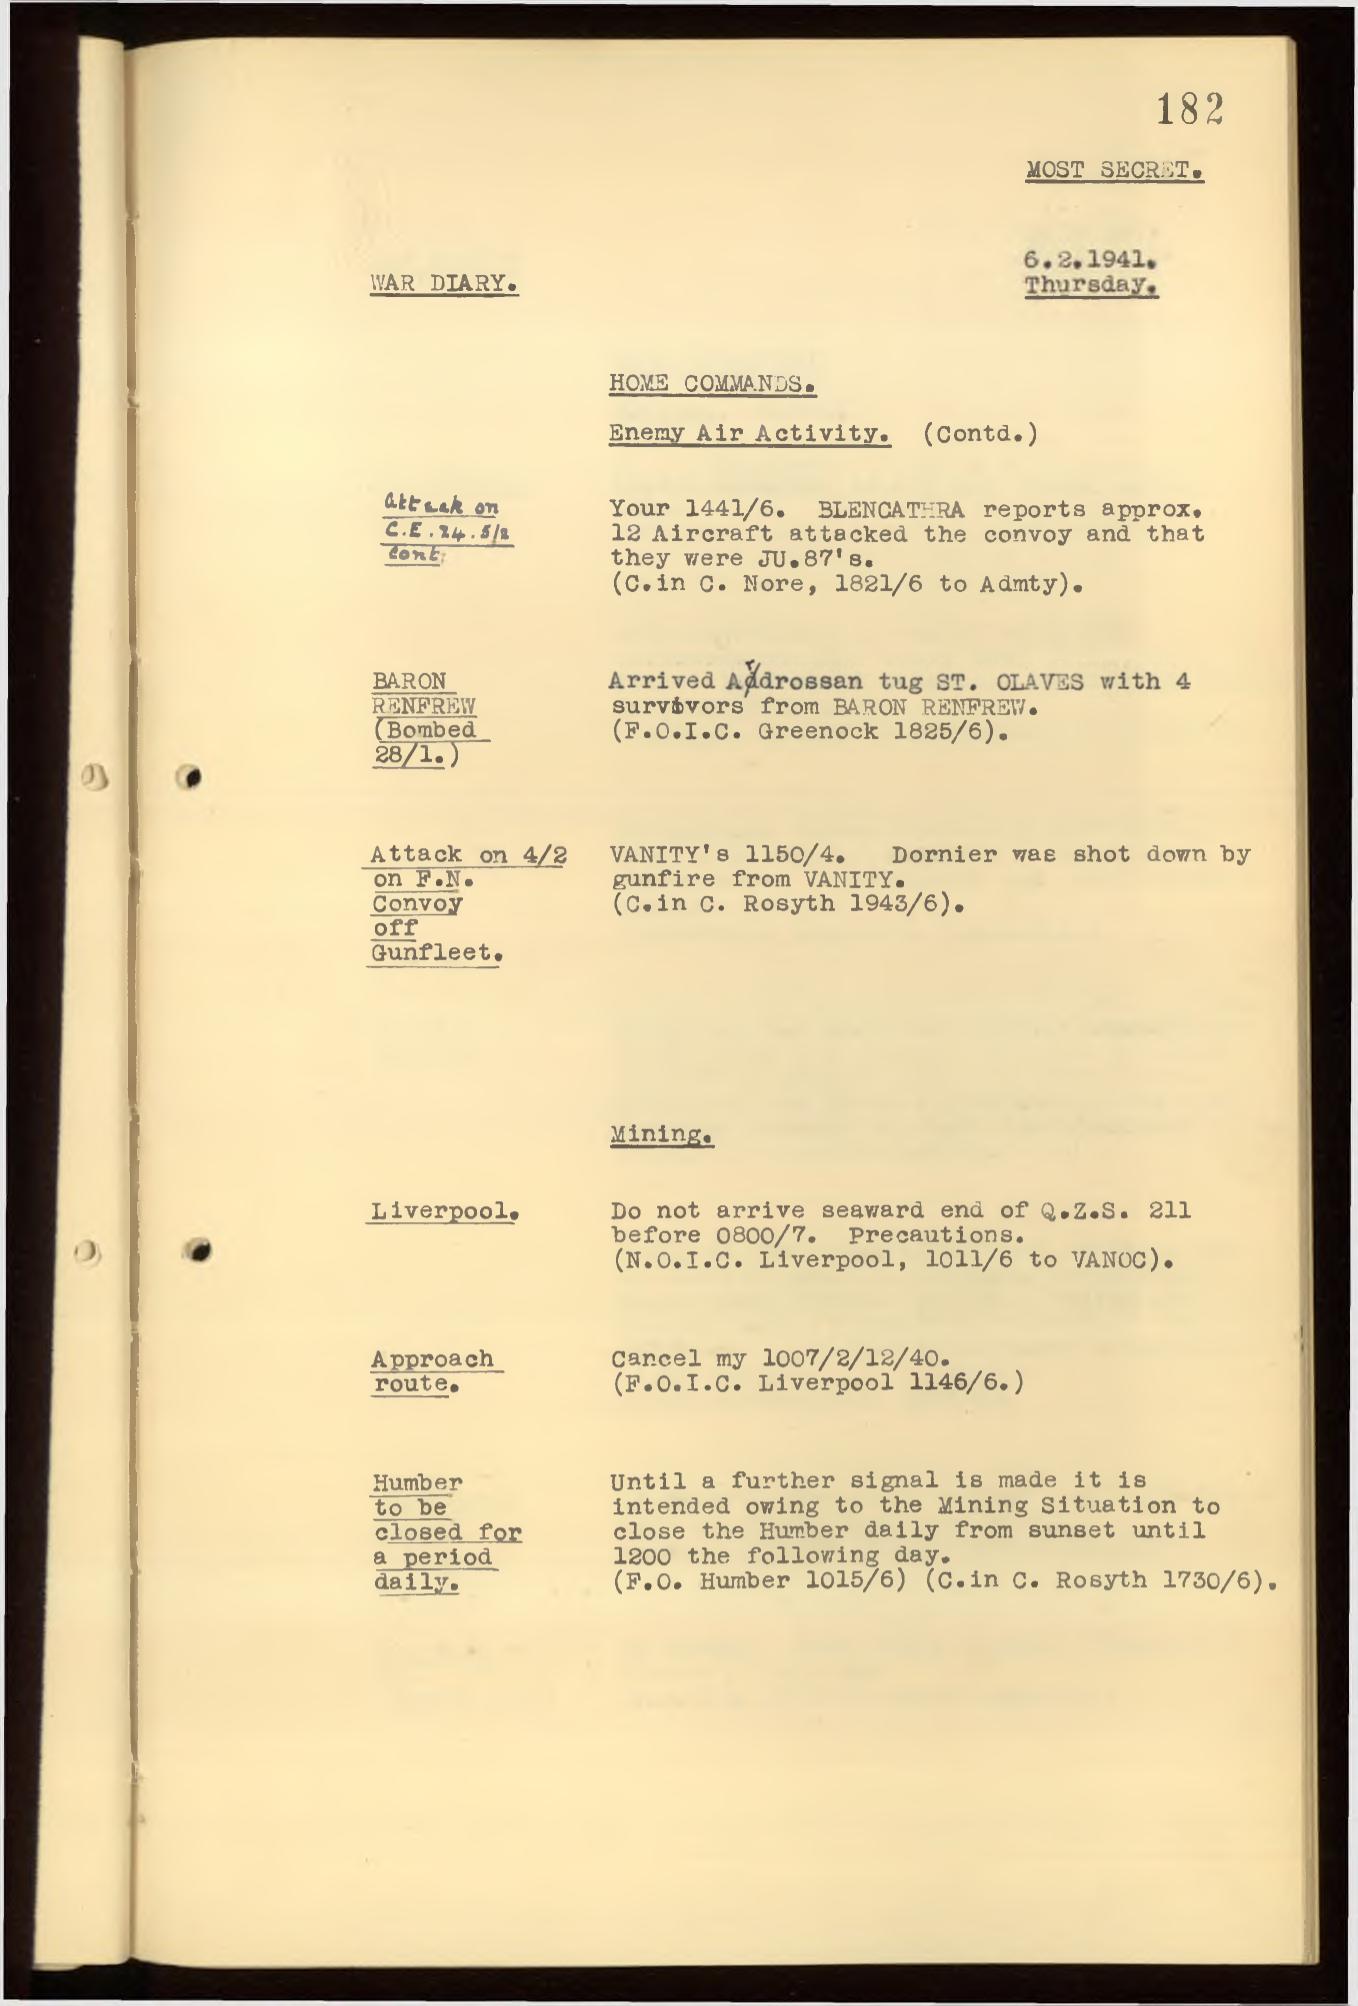 182
MOST SECRET.
6.2.1941.
WAR DIARY.
Thursday.
HOME COMMANDS.
Enemy Air Activity. (Contd.)
Attack on
C.E.24.5/2
cont.
Your 1441/6. BLENCATHRA reports approx.
12 Aircraft attacked the convoy and that
they were JU.87's.
(C.in C. Nore, 1821/6 to Admty).
BARON
RENFREW
(Bombed
28/1.)
Arrived Ardrossan tug ST. OLAVES with 4
survivors from BARON RENFREW.
(F.O.I.C. Greenock 1825/6).
Attack on 4/2
on F.N.
Convoy
off
Gunfleet.
VANITY's 1150/4. Dornier was shot down by
gunfire from VANITY.
(C.in C. Rosyth 1943/6).
Mining.
Liverpool.
Do not arrive seaward end of Q.Z.S. 211
before 0800/7. Precautions.
(N.O.I.C. Liverpool, 1011/6 to VANOC).
Approach
route.
Cancel my 1007/2/12/40.
(F.O.I.C. Liverpool 1146/6.)
Humber
to be
closed for
a period
daily.
Until a further signal is made it is
intended owing to the Mining Situation to
close the Humber daily from sunset until
1200 the following day.
(F.O. Humber 1015/6) (C.in C. Rosyth 1730/6).